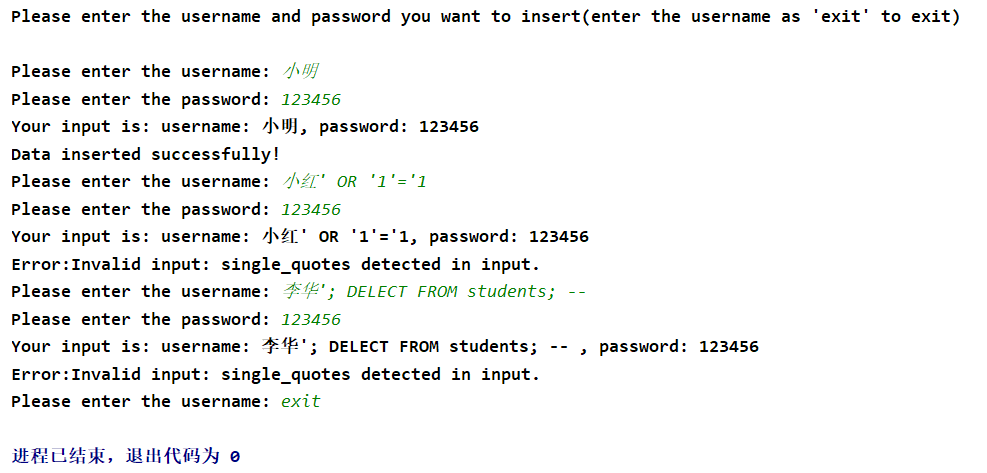 Please enter the username and password you want to insert(enter the username as 'exit' to exit)
Please enter the username: 小明
Please enter the password: 123456
Your input is: username: 小明, password: 123456
Data inserted successfully!
Please enter the username: 小红' OR '1'='1
Please enter the password: 123456
Your input is: username: 小红' OR '1'='1, password: 123456
Error:Invalid input: single_quotes detected in input.
Please enter the username: 李华'; DELECT FROM students; --
Please enter the password: 123456
Your input is: username: 李华'; DELECT FROM students; -- , password: 123456
Error:Invalid input: single_quotes detected in input.
Please enter the username: exit
进程已结束，退出代码为 0